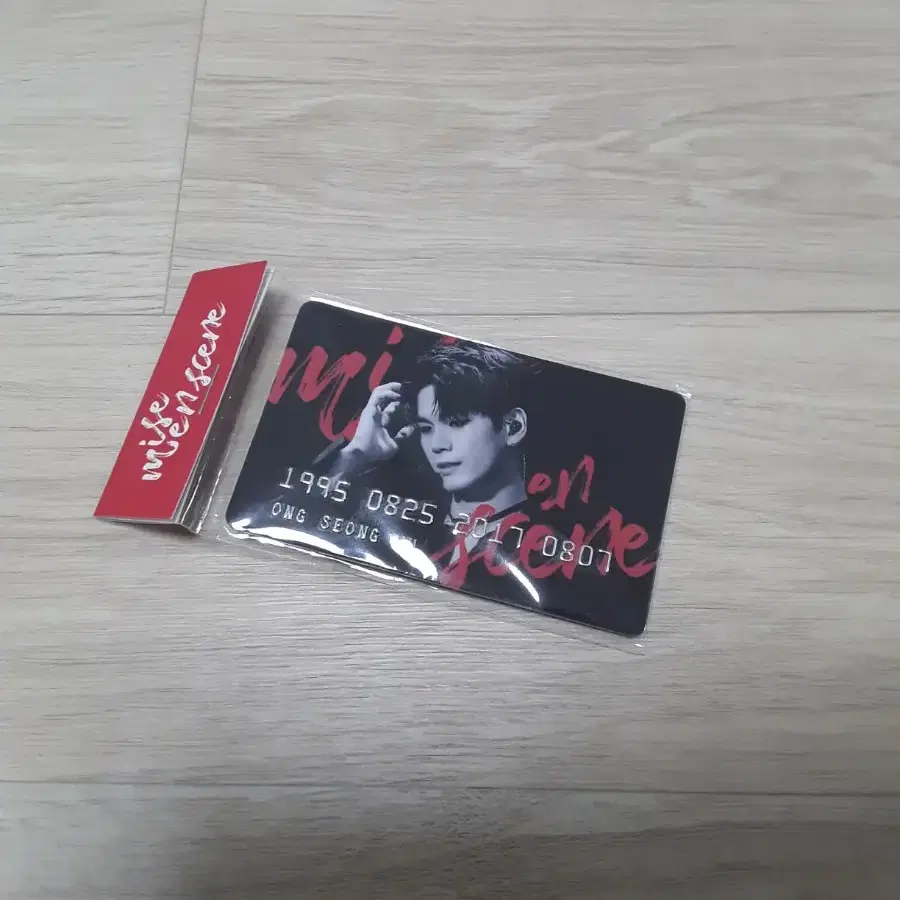 mise
en scene
mi
en
scene
1995 0825 2017 0807
ONG SEONG